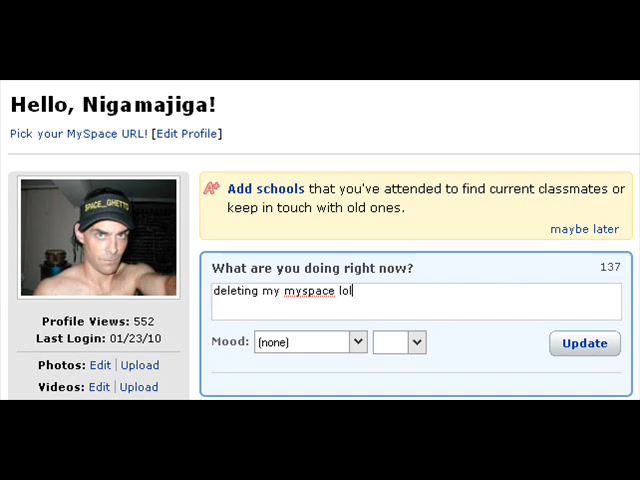 Hello, Nigamajiga!
Pick your MySpace URL! [Edit Profile]
SPACE_GHETTO
A+ Add schools that you've attended to find current classmates or
keep in touch with old ones.
maybe later
What are you doing right now? 137
deleting my myspace lol
Mood: (none) Update
Profile Views: 552
Last Login: 01/23/10
Photos: Edit | Upload
Videos: Edit | Upload